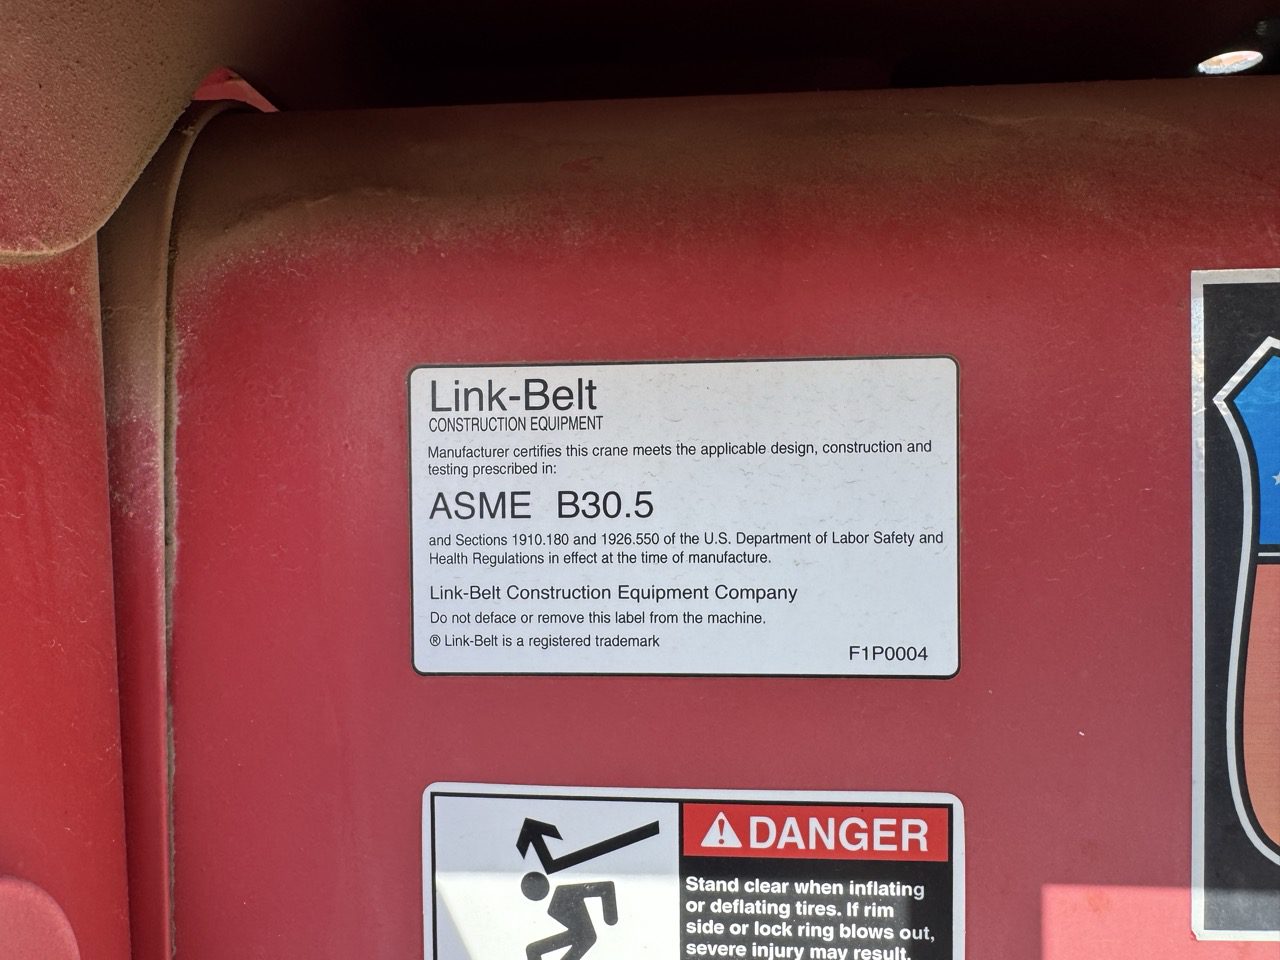 Link-Belt
CONSTRUCTION EQUIPMENT
Manufacturer certifies this crane meets the applicable design, construction and
testing prescribed in:
ASME B30.5
and Sections 1910.180 and 1926.550 of the U.S. Department of Labor Safety and
Health Regulations in effect at the time of manufacture.
Link-Belt Construction Equipment Company
Do not deface or remove this label from the machine.
® Link-Belt is a registered trademark
F1P0004
DANGER
Stand clear when inflating
or deflating tires. If rim
side or lock ring blows out,
severe injury may result.